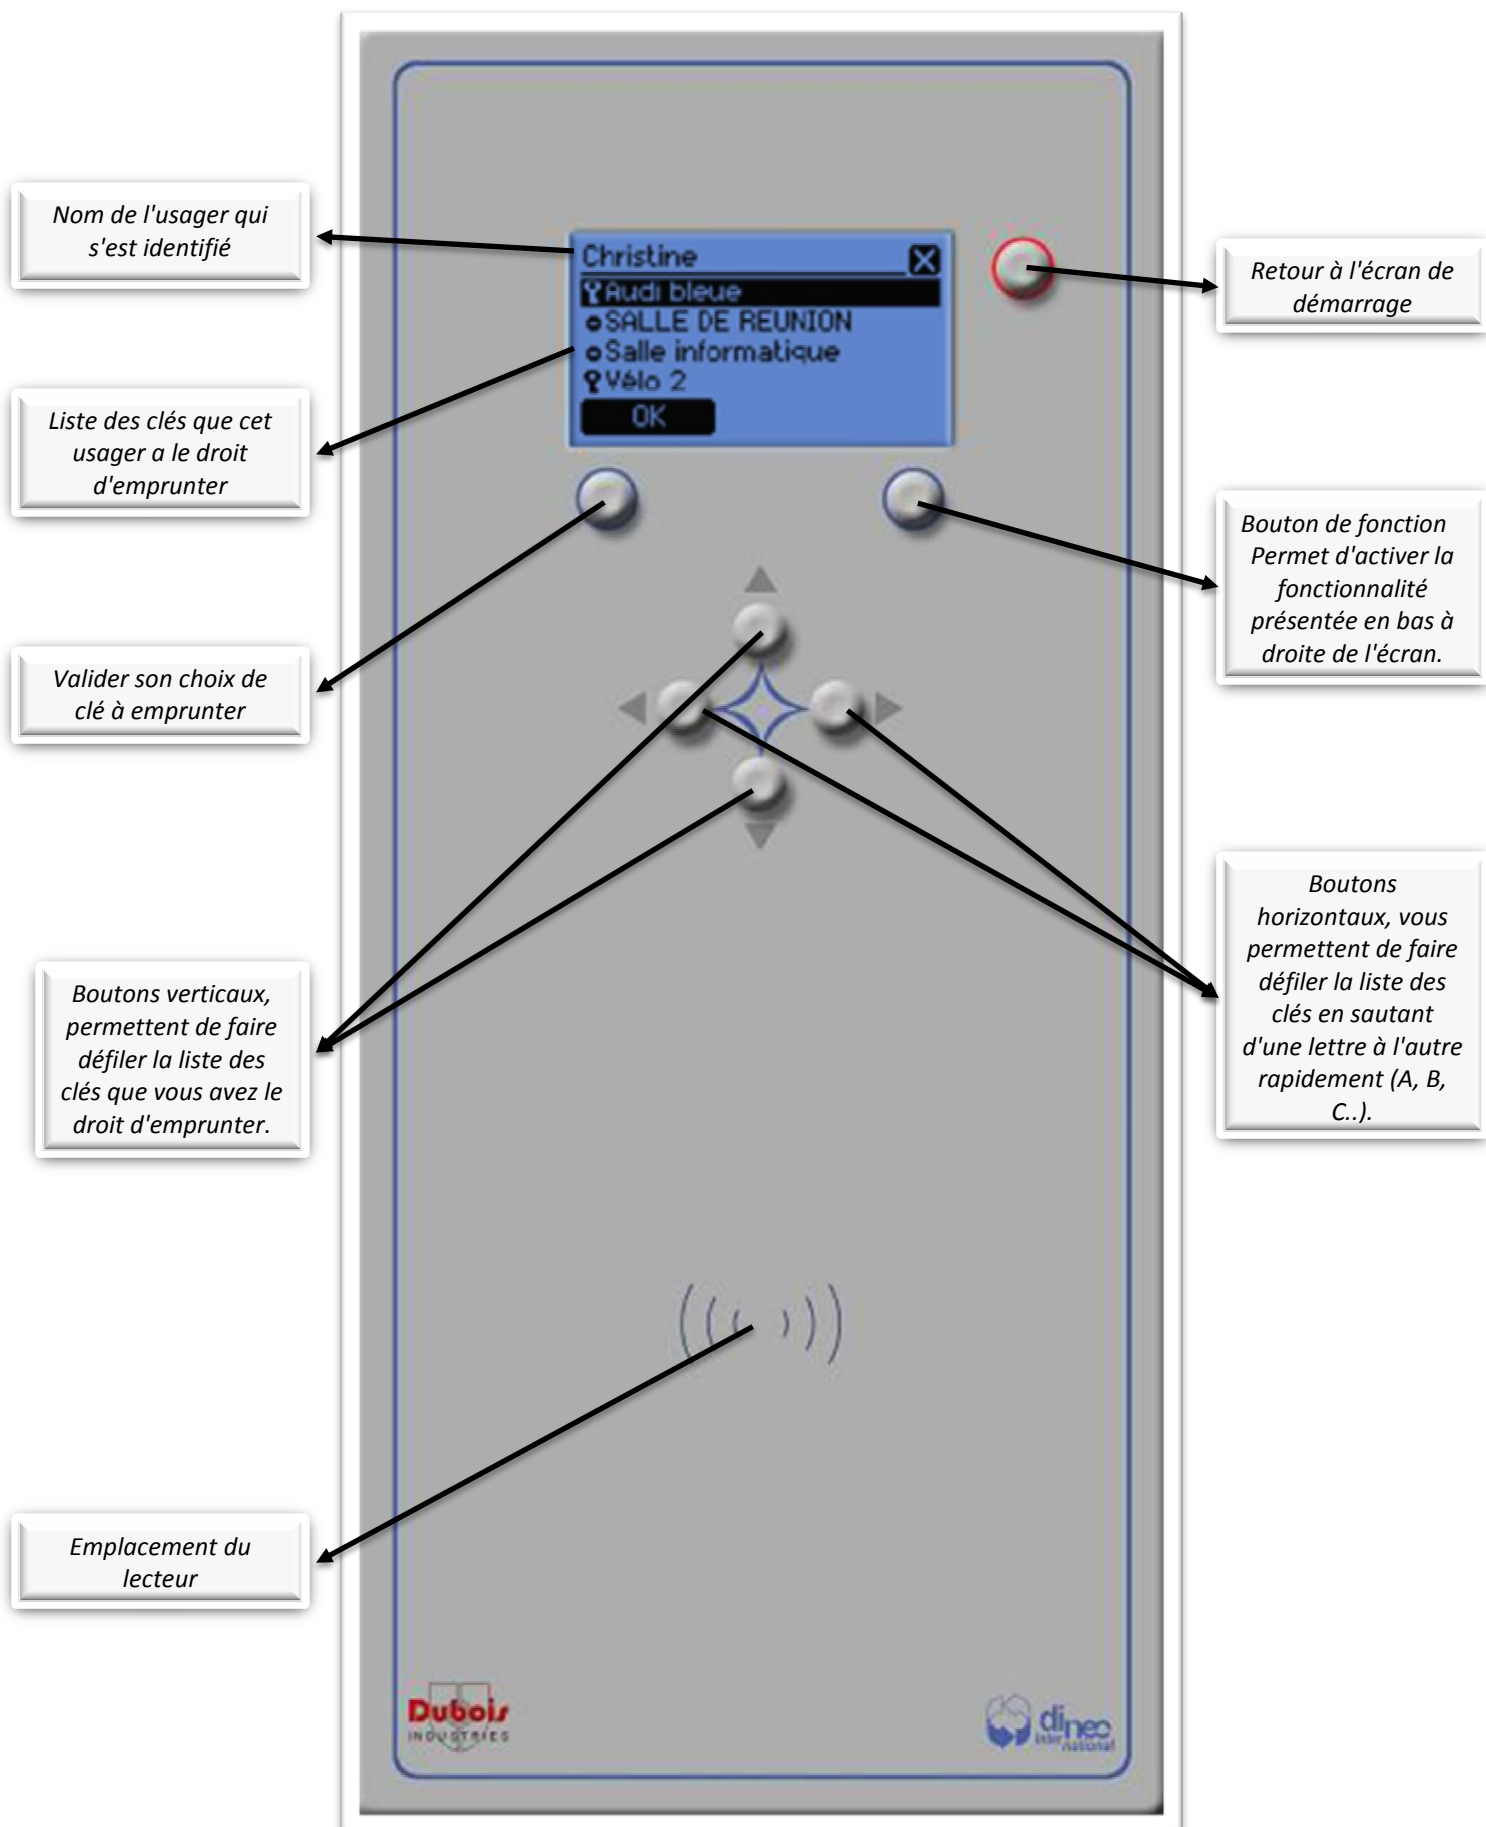 Nom de l'usager qui
s'est identifié
Christine
X
Audi bleue
SALLE DE REUNION
Salle informatique
Vélo 2
OK
Retour à l'écran de
démarrage
Liste des clés que cet
usager a le droit
d'emprunter
Bouton de fonction
Permet d'activer la
fonctionnalité
présentée en bas à
droite de l'écran.
Valider son choix de
clé à emprunter
Boutons
horizontaux, vous
permettent de faire
défiler la liste des
clés en sautant
d'une lettre à l'autre
rapidement (A, B,
C..).
Boutons verticaux,
permettent de faire
défiler la liste des
clés que vous avez le
droit d'emprunter.
Emplacement du
lecteur
Dubois
INDUSTRIES
dinec
international